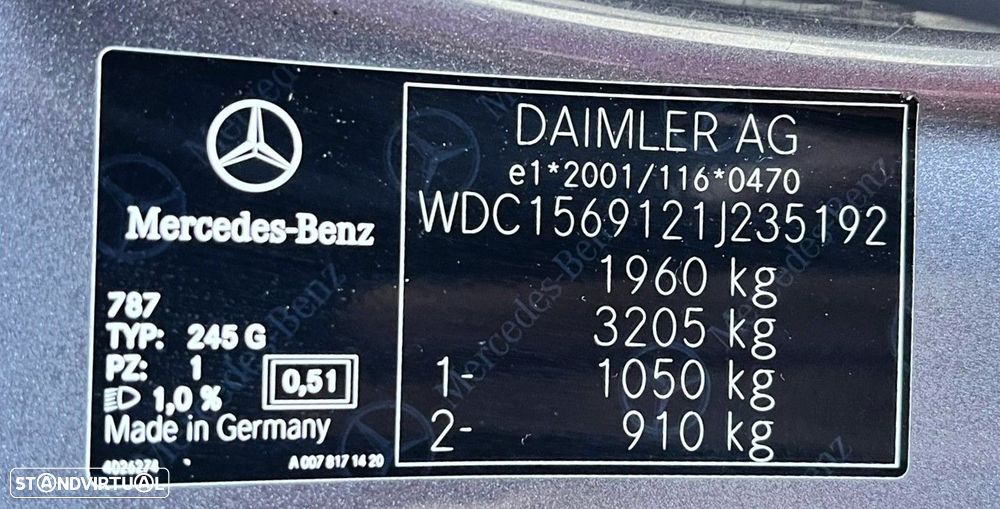 Mercedes-Benz
787
TYP: 245 G
PZ: 1
1,0 %
0,51
Made in Germany
4026274
A 007 817 14 20
DAIMLER AG
e1*2001/116*0470
WDC1569121J235192
1960 kg
3205 kg
1- 1050 kg
2- 910 kg
STANDVIRTUAL